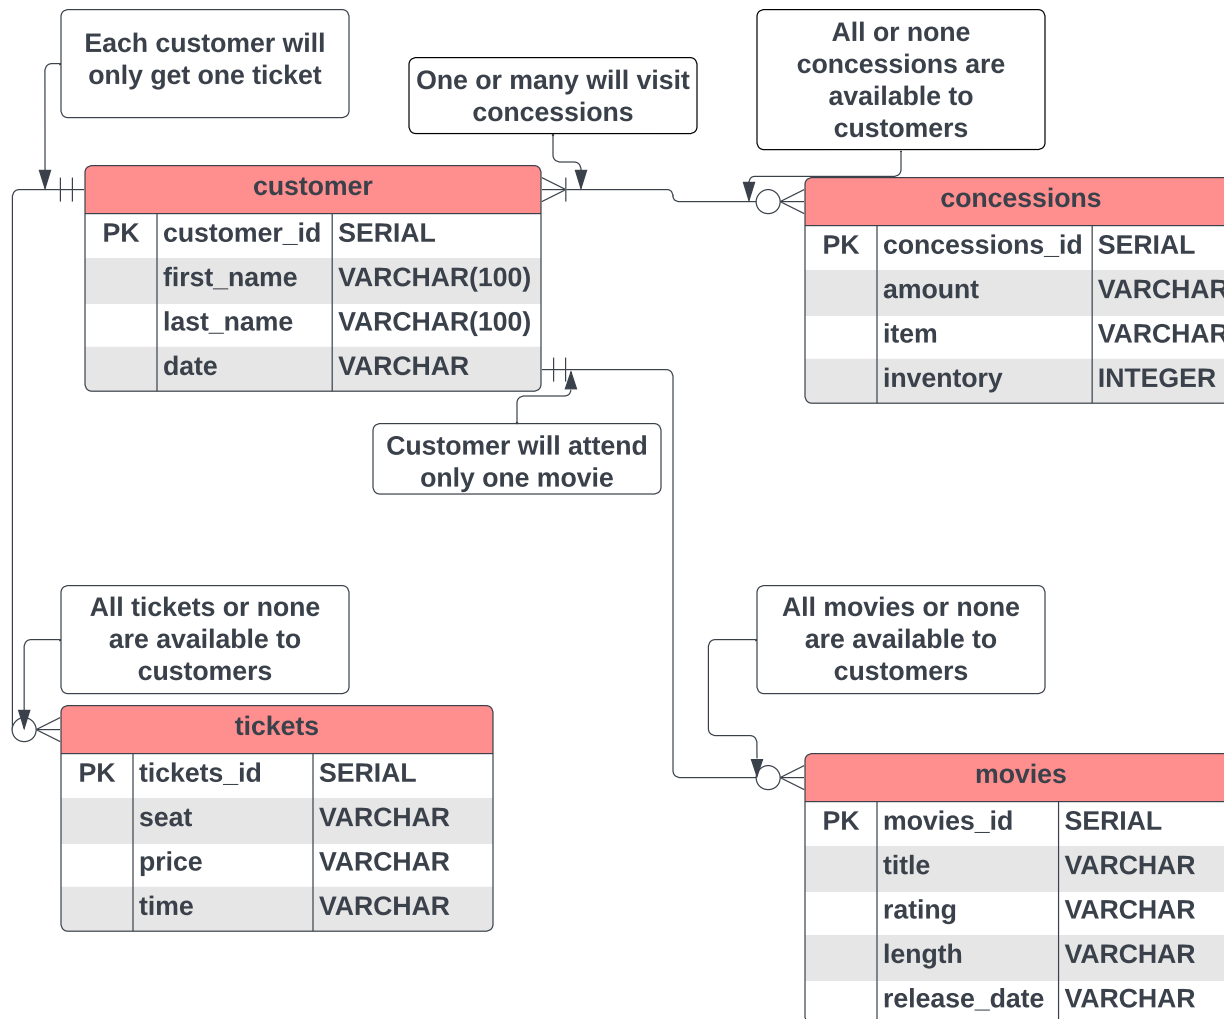 Each customer will
only get one ticket
One or many will visit
concessions
All or none
concessions are
available to
customers
customer
PK customer_id SERIAL
first_name VARCHAR(100)
last_name VARCHAR(100)
date VARCHAR
concessions
PK concessions_id SERIAL
amount VARCHAR
item VARCHAR
inventory INTEGER
Customer will attend
only one movie
All tickets or none
are available to
customers
All movies or none
are available to
customers
tickets
PK tickets_id SERIAL
seat VARCHAR
price VARCHAR
time VARCHAR
movies
PK movies_id SERIAL
title VARCHAR
rating VARCHAR
length VARCHAR
release_date VARCHAR